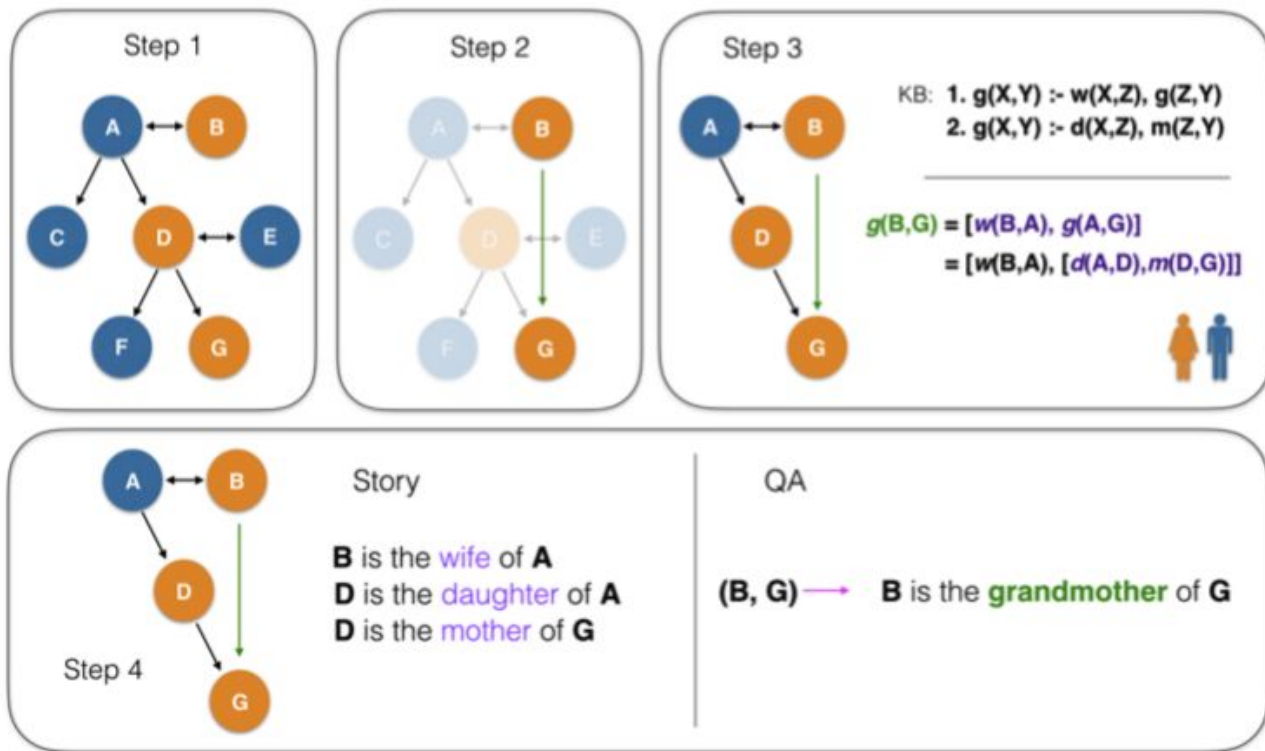 Step 1
A
B
C
D
E
F
G
Step 2
A
B
C
D
E
F
G
Step 3
A
B
D
G
KB: 1. g(X,Y) :- w(X,Z), g(Z,Y)
2. g(X,Y) :- d(X,Z), m(Z,Y)
g(B,G) = [w(B,A), g(A,G)]
= [w(B,A), [d(A,D),m(D,G)]]
A
B
D
G
Step 4
Story
B is the wife of A
D is the daughter of A
D is the mother of G
QA
(B, G) B is the grandmother of G